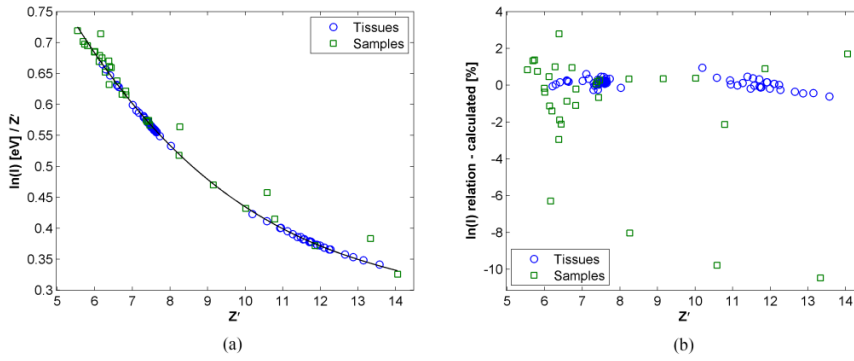 0.75
0.7
0.65
0.6
0.55
0.5
0.45
0.4
0.35
0.3
5 6 7 8 9 10 11 12 13 14
ln(I) [eV] / Z'
Z'
Tissues
Samples
(a)
4
2
0
-2
-4
-6
-8
-10
5 6 7 8 9 10 11 12 13 14
ln(I) relation - calculated [%]
Z'
Tissues
Samples
(b)